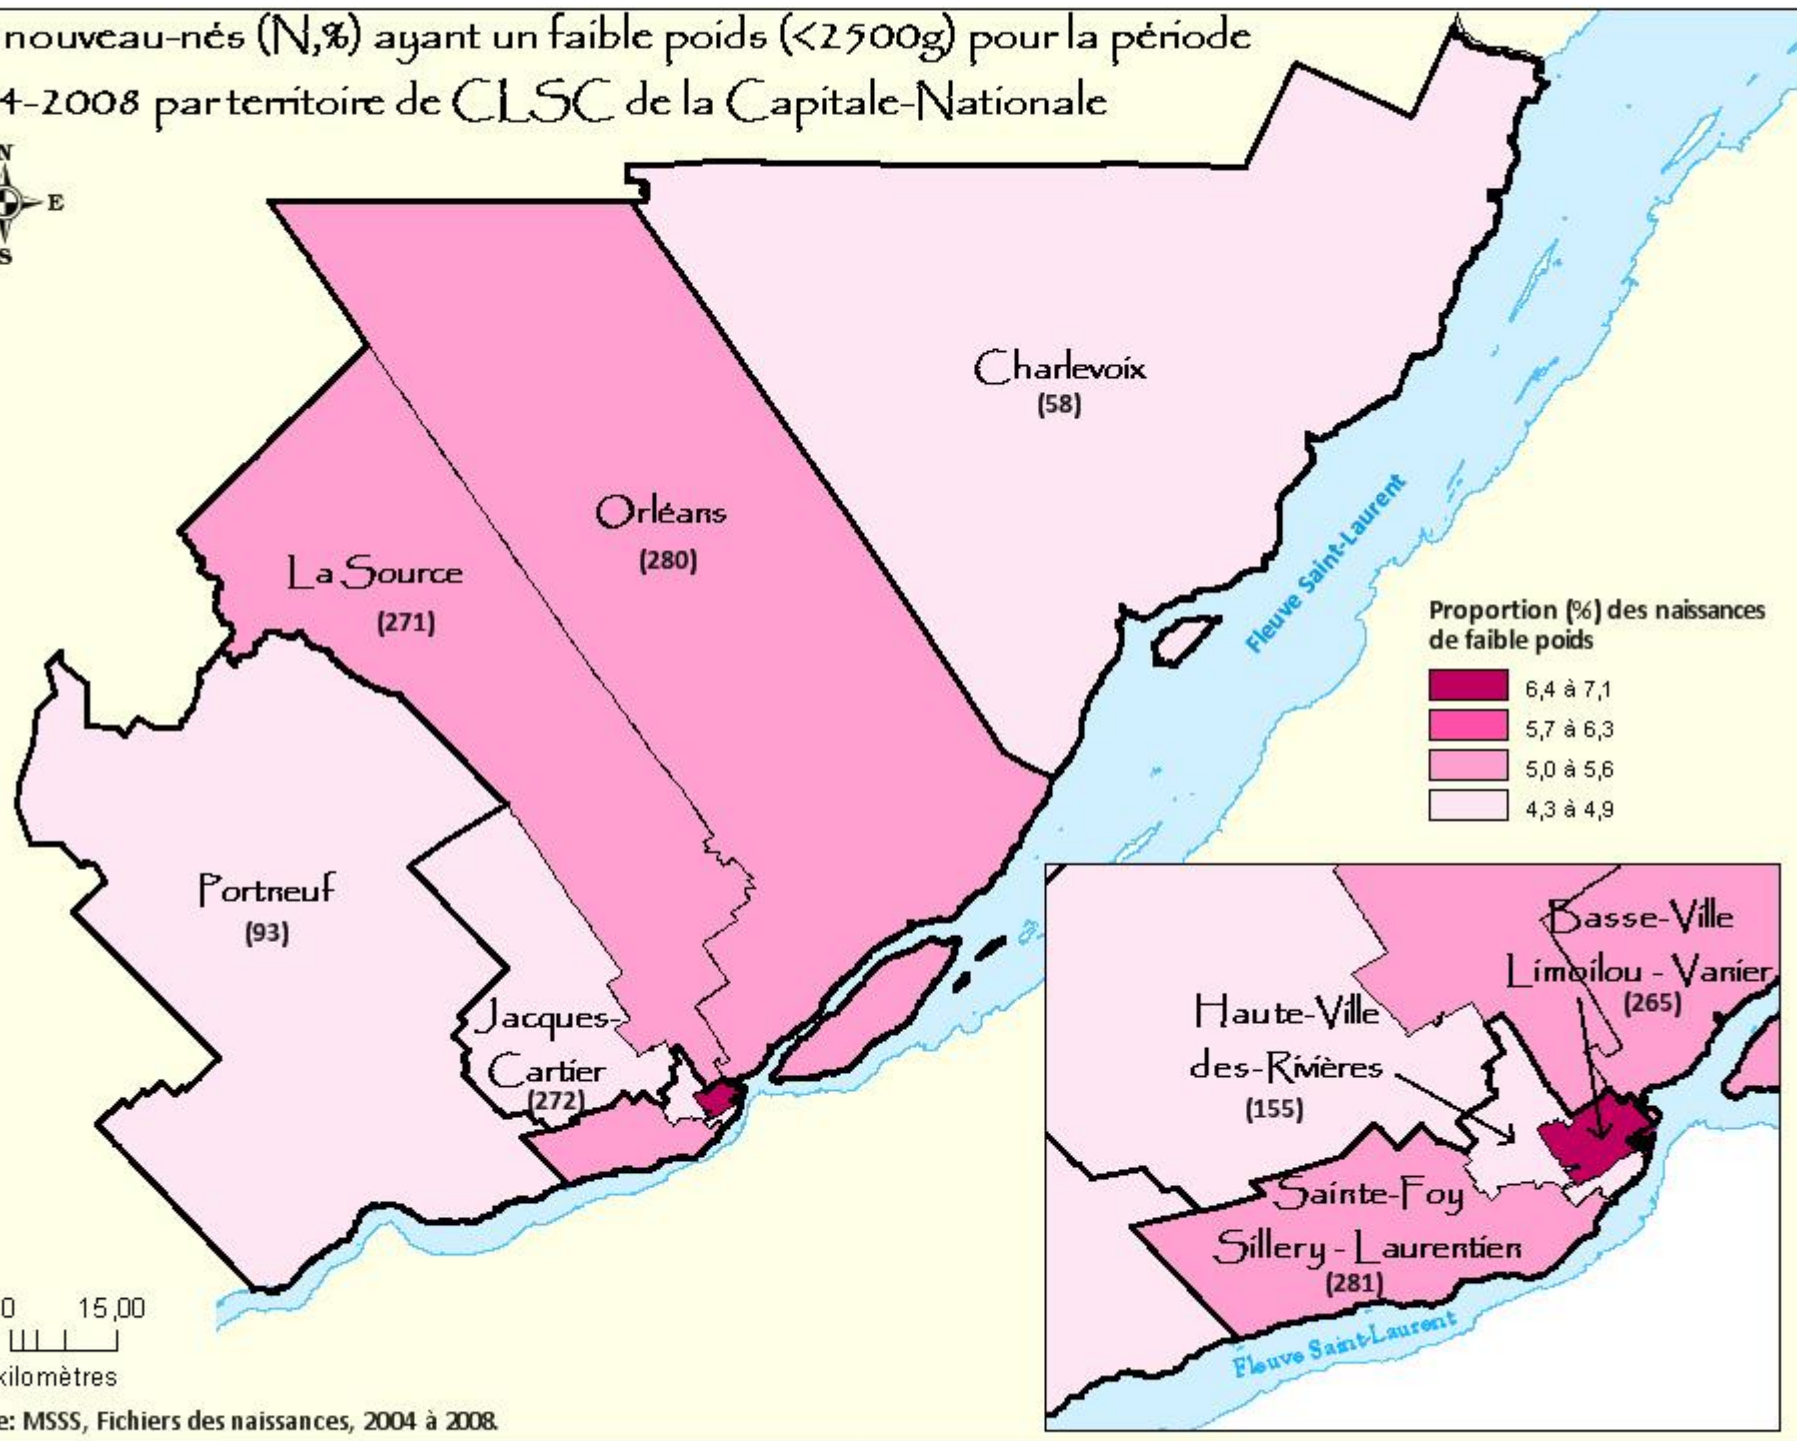 nouveau-nés (N,%) ayant un faible poids (<2500g) pour la période
4-2008 par territoire de CLSC de la Capitale-Nationale
N
E
S
Charlevoix
(58)
Orléans
(280)
La Source
(271)
Fleuve Saint-Laurent
Proportion (%) des naissances
de faible poids
6,4 à 7,1
5,7 à 6,3
5,0 à 5,6
4,3 à 4,9
Portneuf
(93)
Jacques-
Cartier
(272)
Basse-Ville
Limoilou - Vanier
(265)
Haute-Ville
des-Rivières
(155)
Sainte-Foy
Sillery - Laurentien
(281)
Fleuve Saint-Laurent
0 15,00
kilomètres
e: MSSS, Fichiers des naissances, 2004 à 2008.